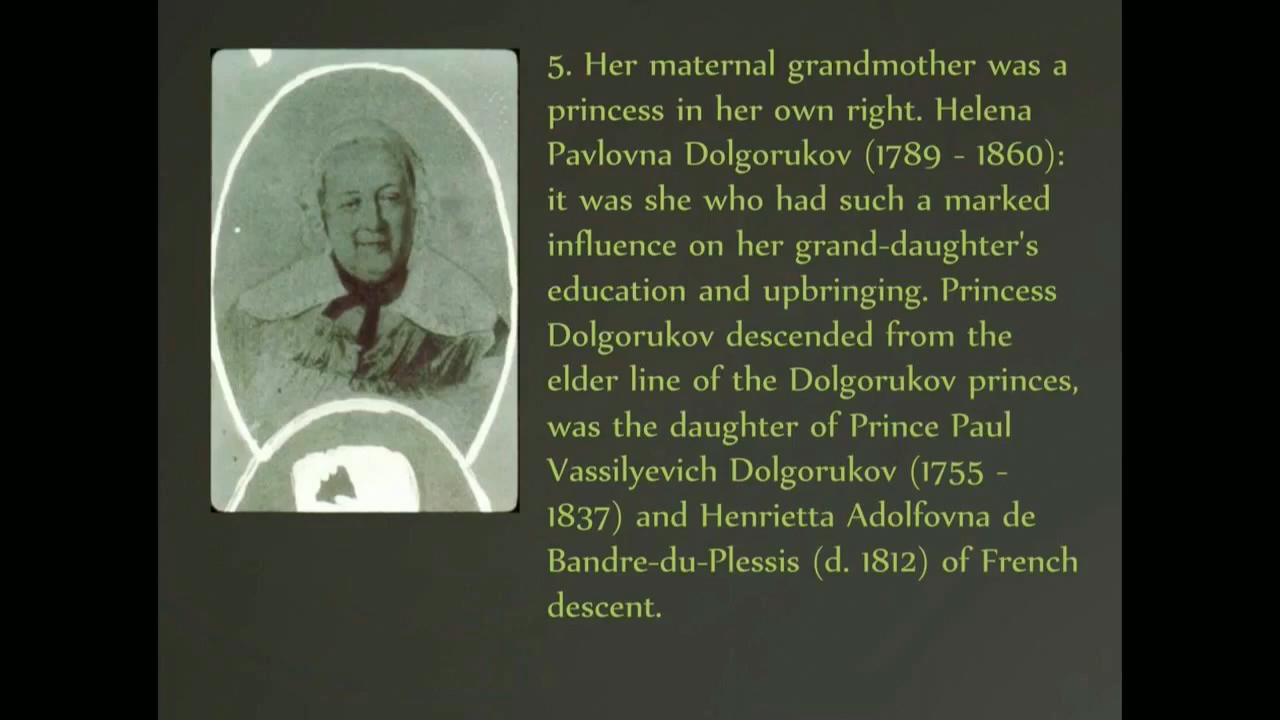 5. Her maternal grandmother was a
princess in her own right. Helena
Pavlovna Dolgorukov (1789 - 1860):
it was she who had such a marked
influence on her grand-daughter's
education and upbringing. Princess
Dolgorukov descended from the
elder line of the Dolgorukov princes,
was the daughter of Prince Paul
Vassilyevich Dolgorukov (1755 -
1837) and Henrietta Adolfovna de
Bandre-du-Plessis (d. 1812) of French
descent.